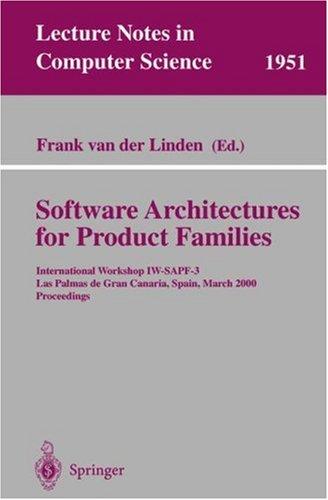 Lecture Notes in
Computer Science 1951
Frank van der Linden (Ed.)
Software Architectures
for Product Families
International Workshop IW-SAPF-3
Las Palmas de Gran Canaria, Spain, March 2000
Proceedings
Springer